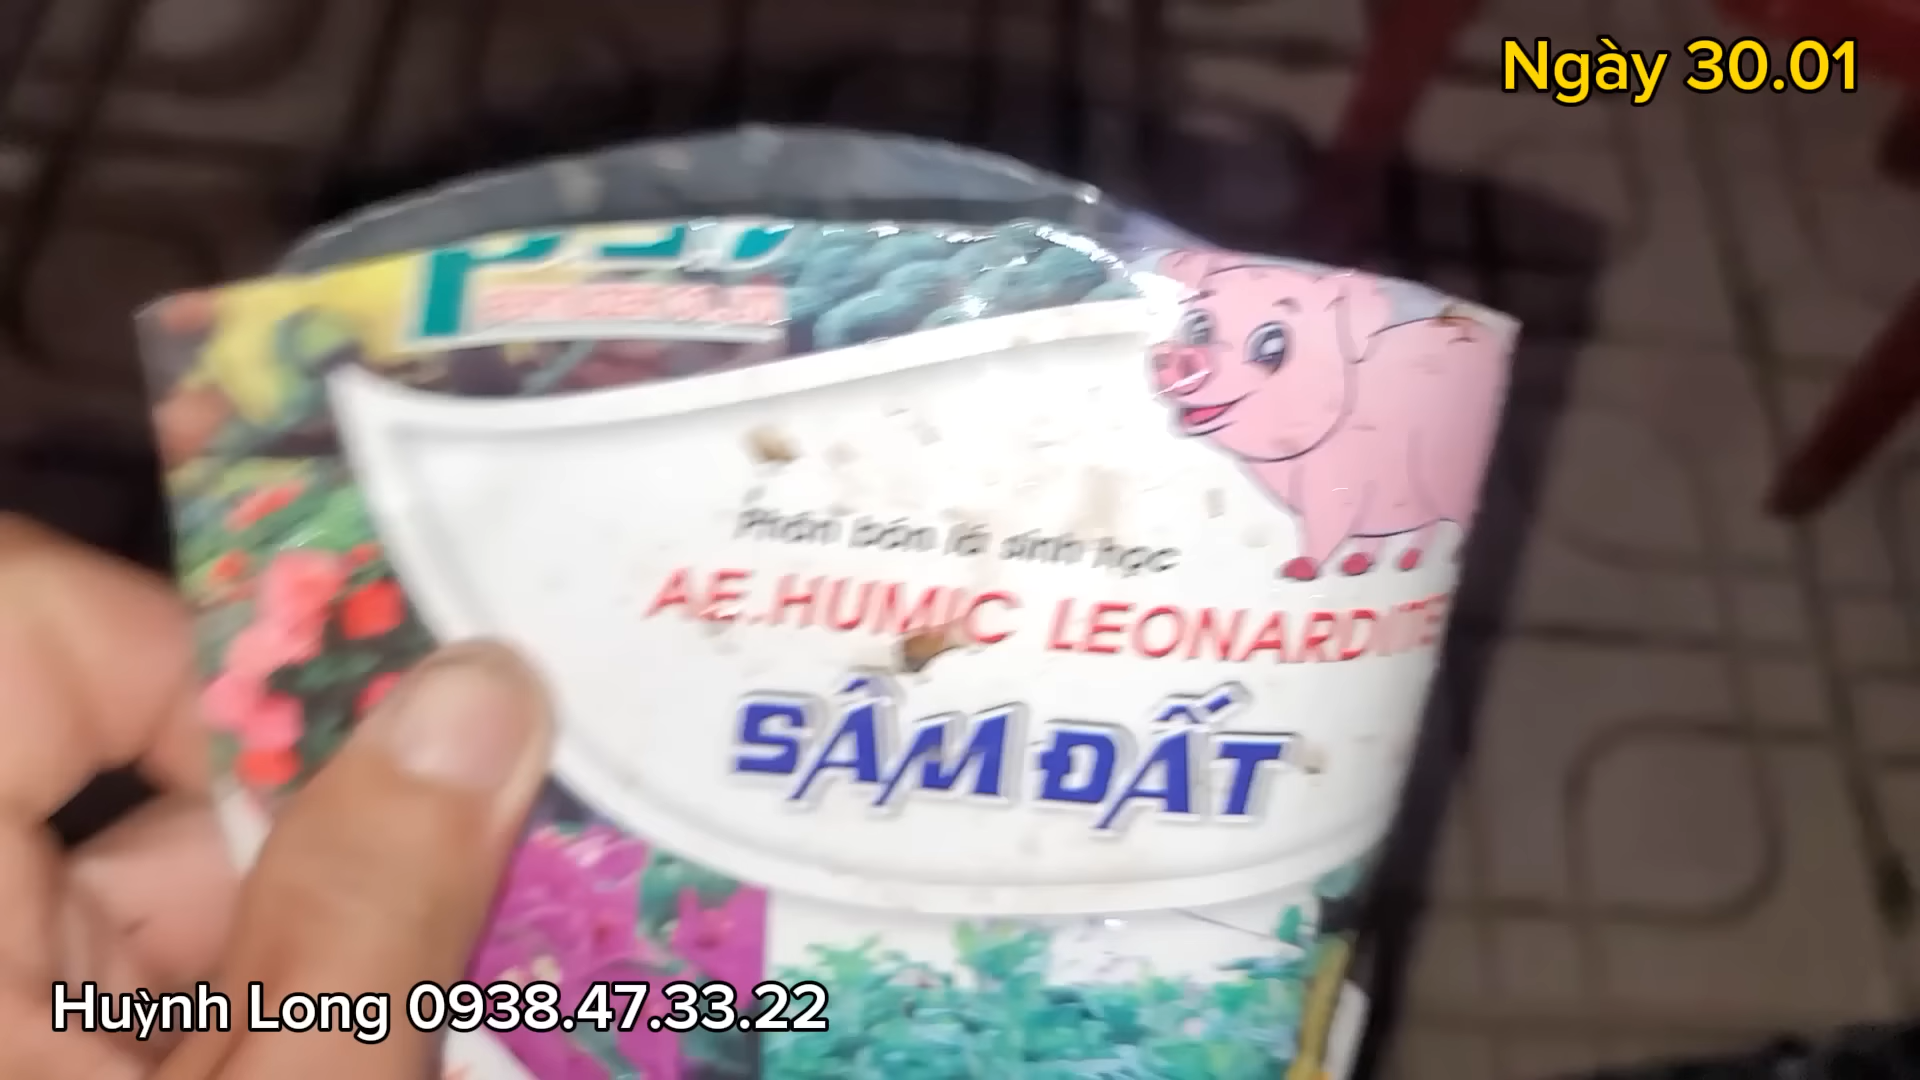 Ngày 30.01
Phân bón lá sinh học
AE.HUMIC LEONARDITE
SÂM ĐẤT
Huỳnh Long 0938.47.33.22